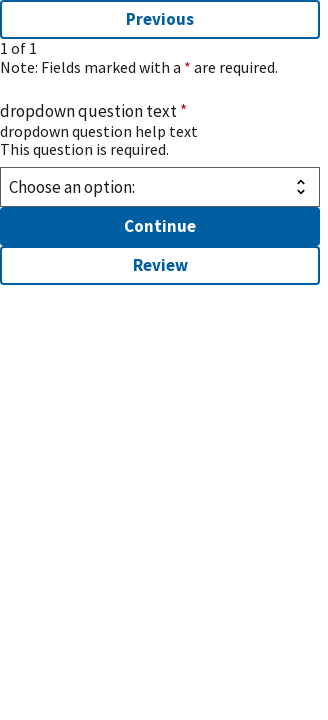 Previous
1 of 1
Note: Fields marked with a * are required.
dropdown question text *
dropdown question help text
This question is required.
Choose an option:
Continue
Review